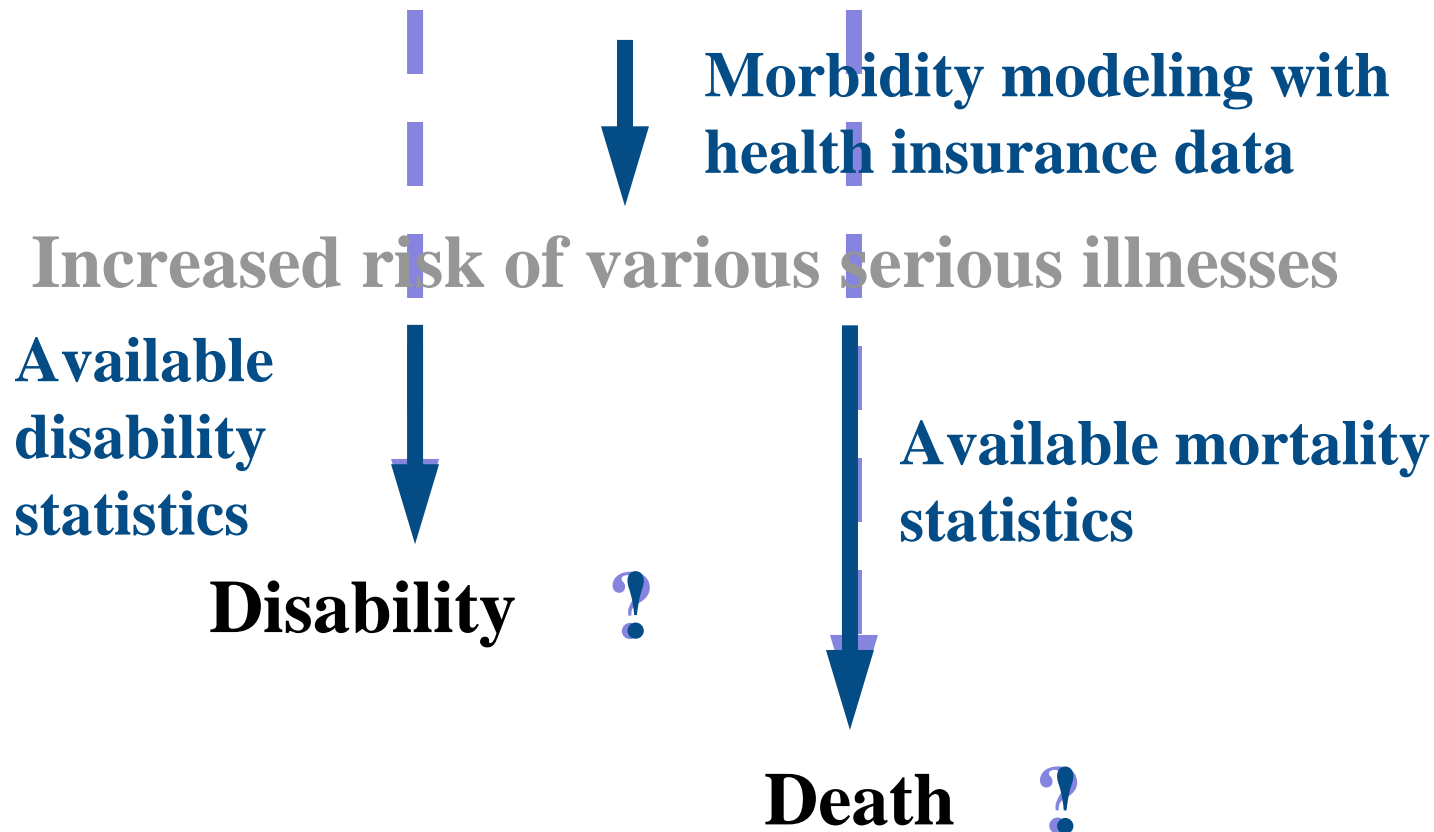 Morbidity modeling with
health insurance data
Increased risk of various serious illnesses
Available
disability
statistics
Available mortality
statistics
Disability ?!
Death ?!